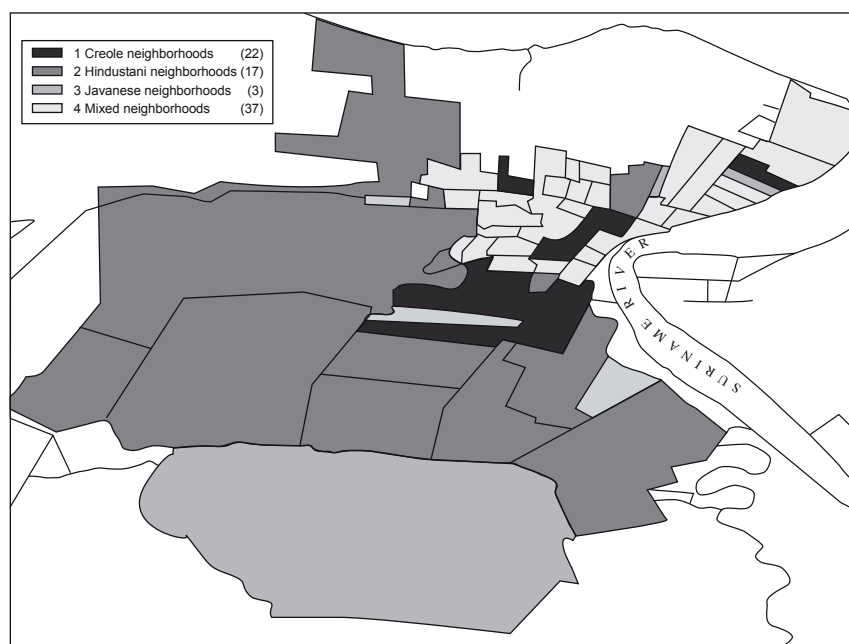 1 Creole neighborhoods (22)
2 Hindustani neighborhoods (17)
3 Javanese neighborhoods (3)
4 Mixed neighborhoods (37)
SURINAME RIVER